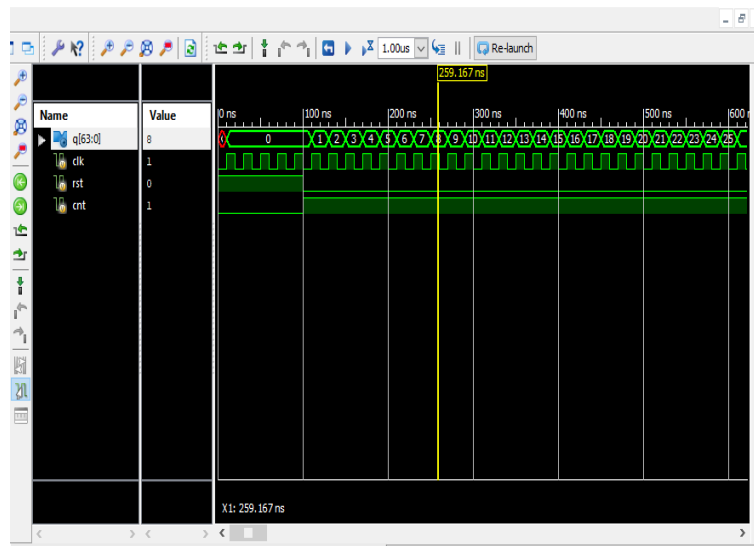 1.00us
Re-launch
259.167 ns
Name
Value
0 ns
100 ns
200 ns
300 ns
400 ns
500 ns
600 n
q[63:0]
8
0
1
2
3
4
5
6
7
8
9
10
11
12
13
14
15
16
17
18
19
20
21
22
23
24
25
clk
1
rst
0
cnt
1
X1: 259.167 ns